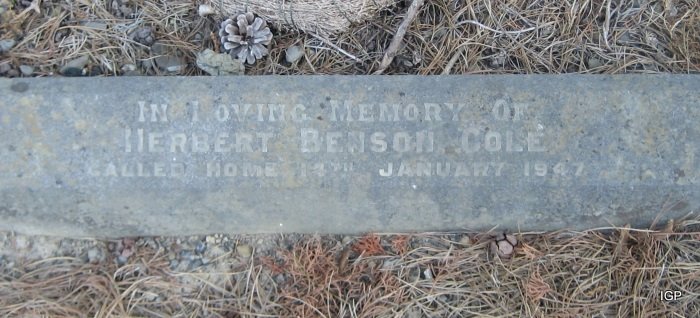 In Loving Memory Of
Herbert Benson Cole
Called Home 14th January 1947
IGP